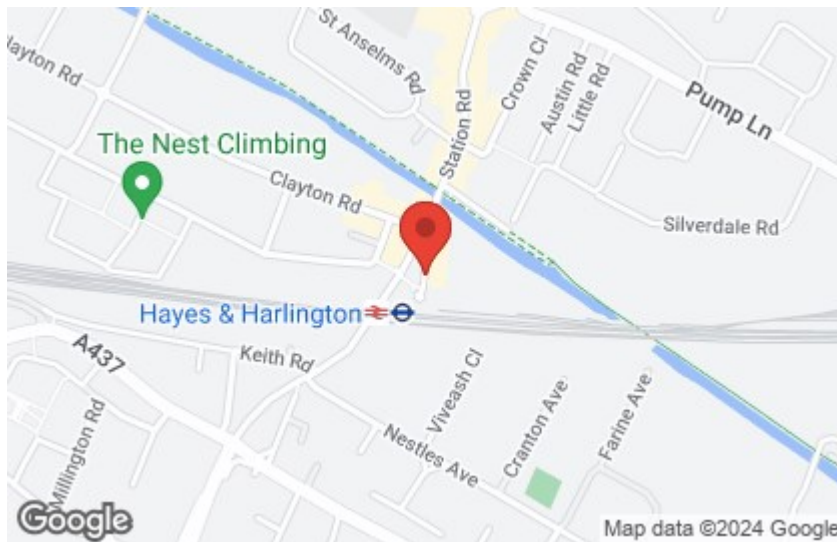 layton Rd
St Anselms Rd
Station Rd
Crown Cl
Austin Rd
Little Rd
Pump Ln
The Nest Climbing
Clayton Rd
Silverdale Rd
Hayes & Harlington
A437
Keith Rd
Millington Rd
Viveash Cl
Nestles Ave
Cranton Ave
Farine Ave
Google
Map data ©2024 Google